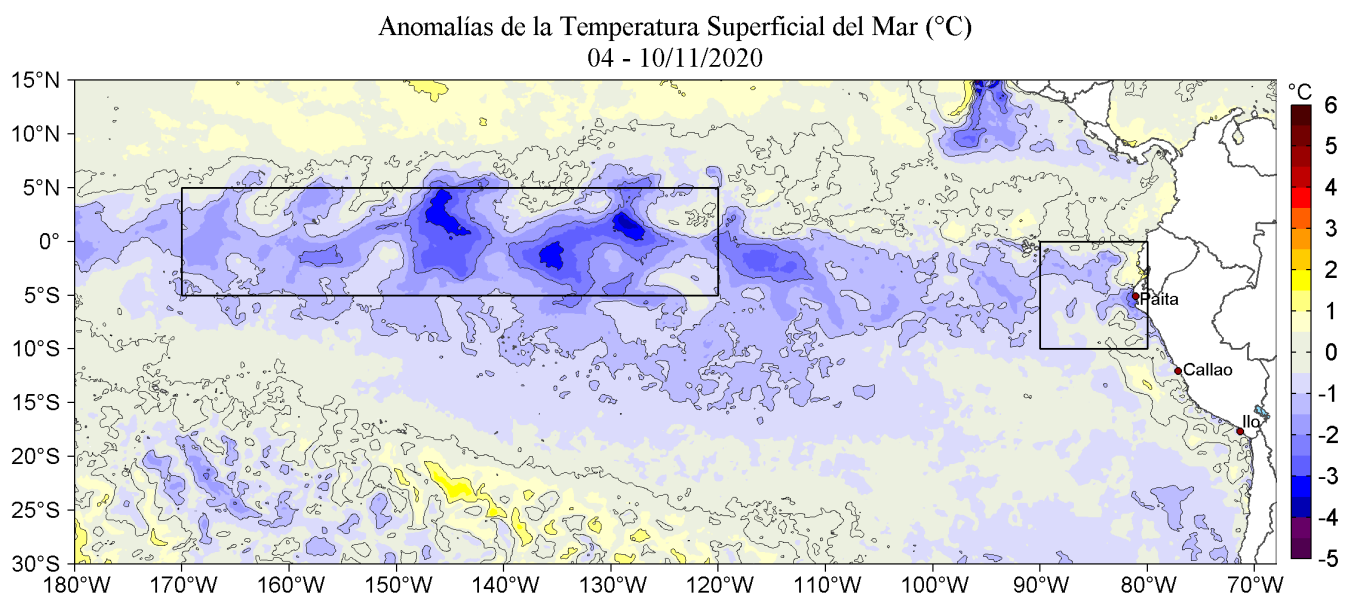 Anomalías de la Temperatura Superficial del Mar (°C)
04 - 10/11/2020
15°N
10°N
5°N
0°
5°S
10°S
15°S
20°S
25°S
30°S
180°W
170°W
160°W
150°W
140°W
130°W
120°W
110°W
100°W
90°W
80°W
70°W
Paita
Callao
Ilo
°C
6
5
4
3
2
1
0
-1
-2
-3
-4
-5